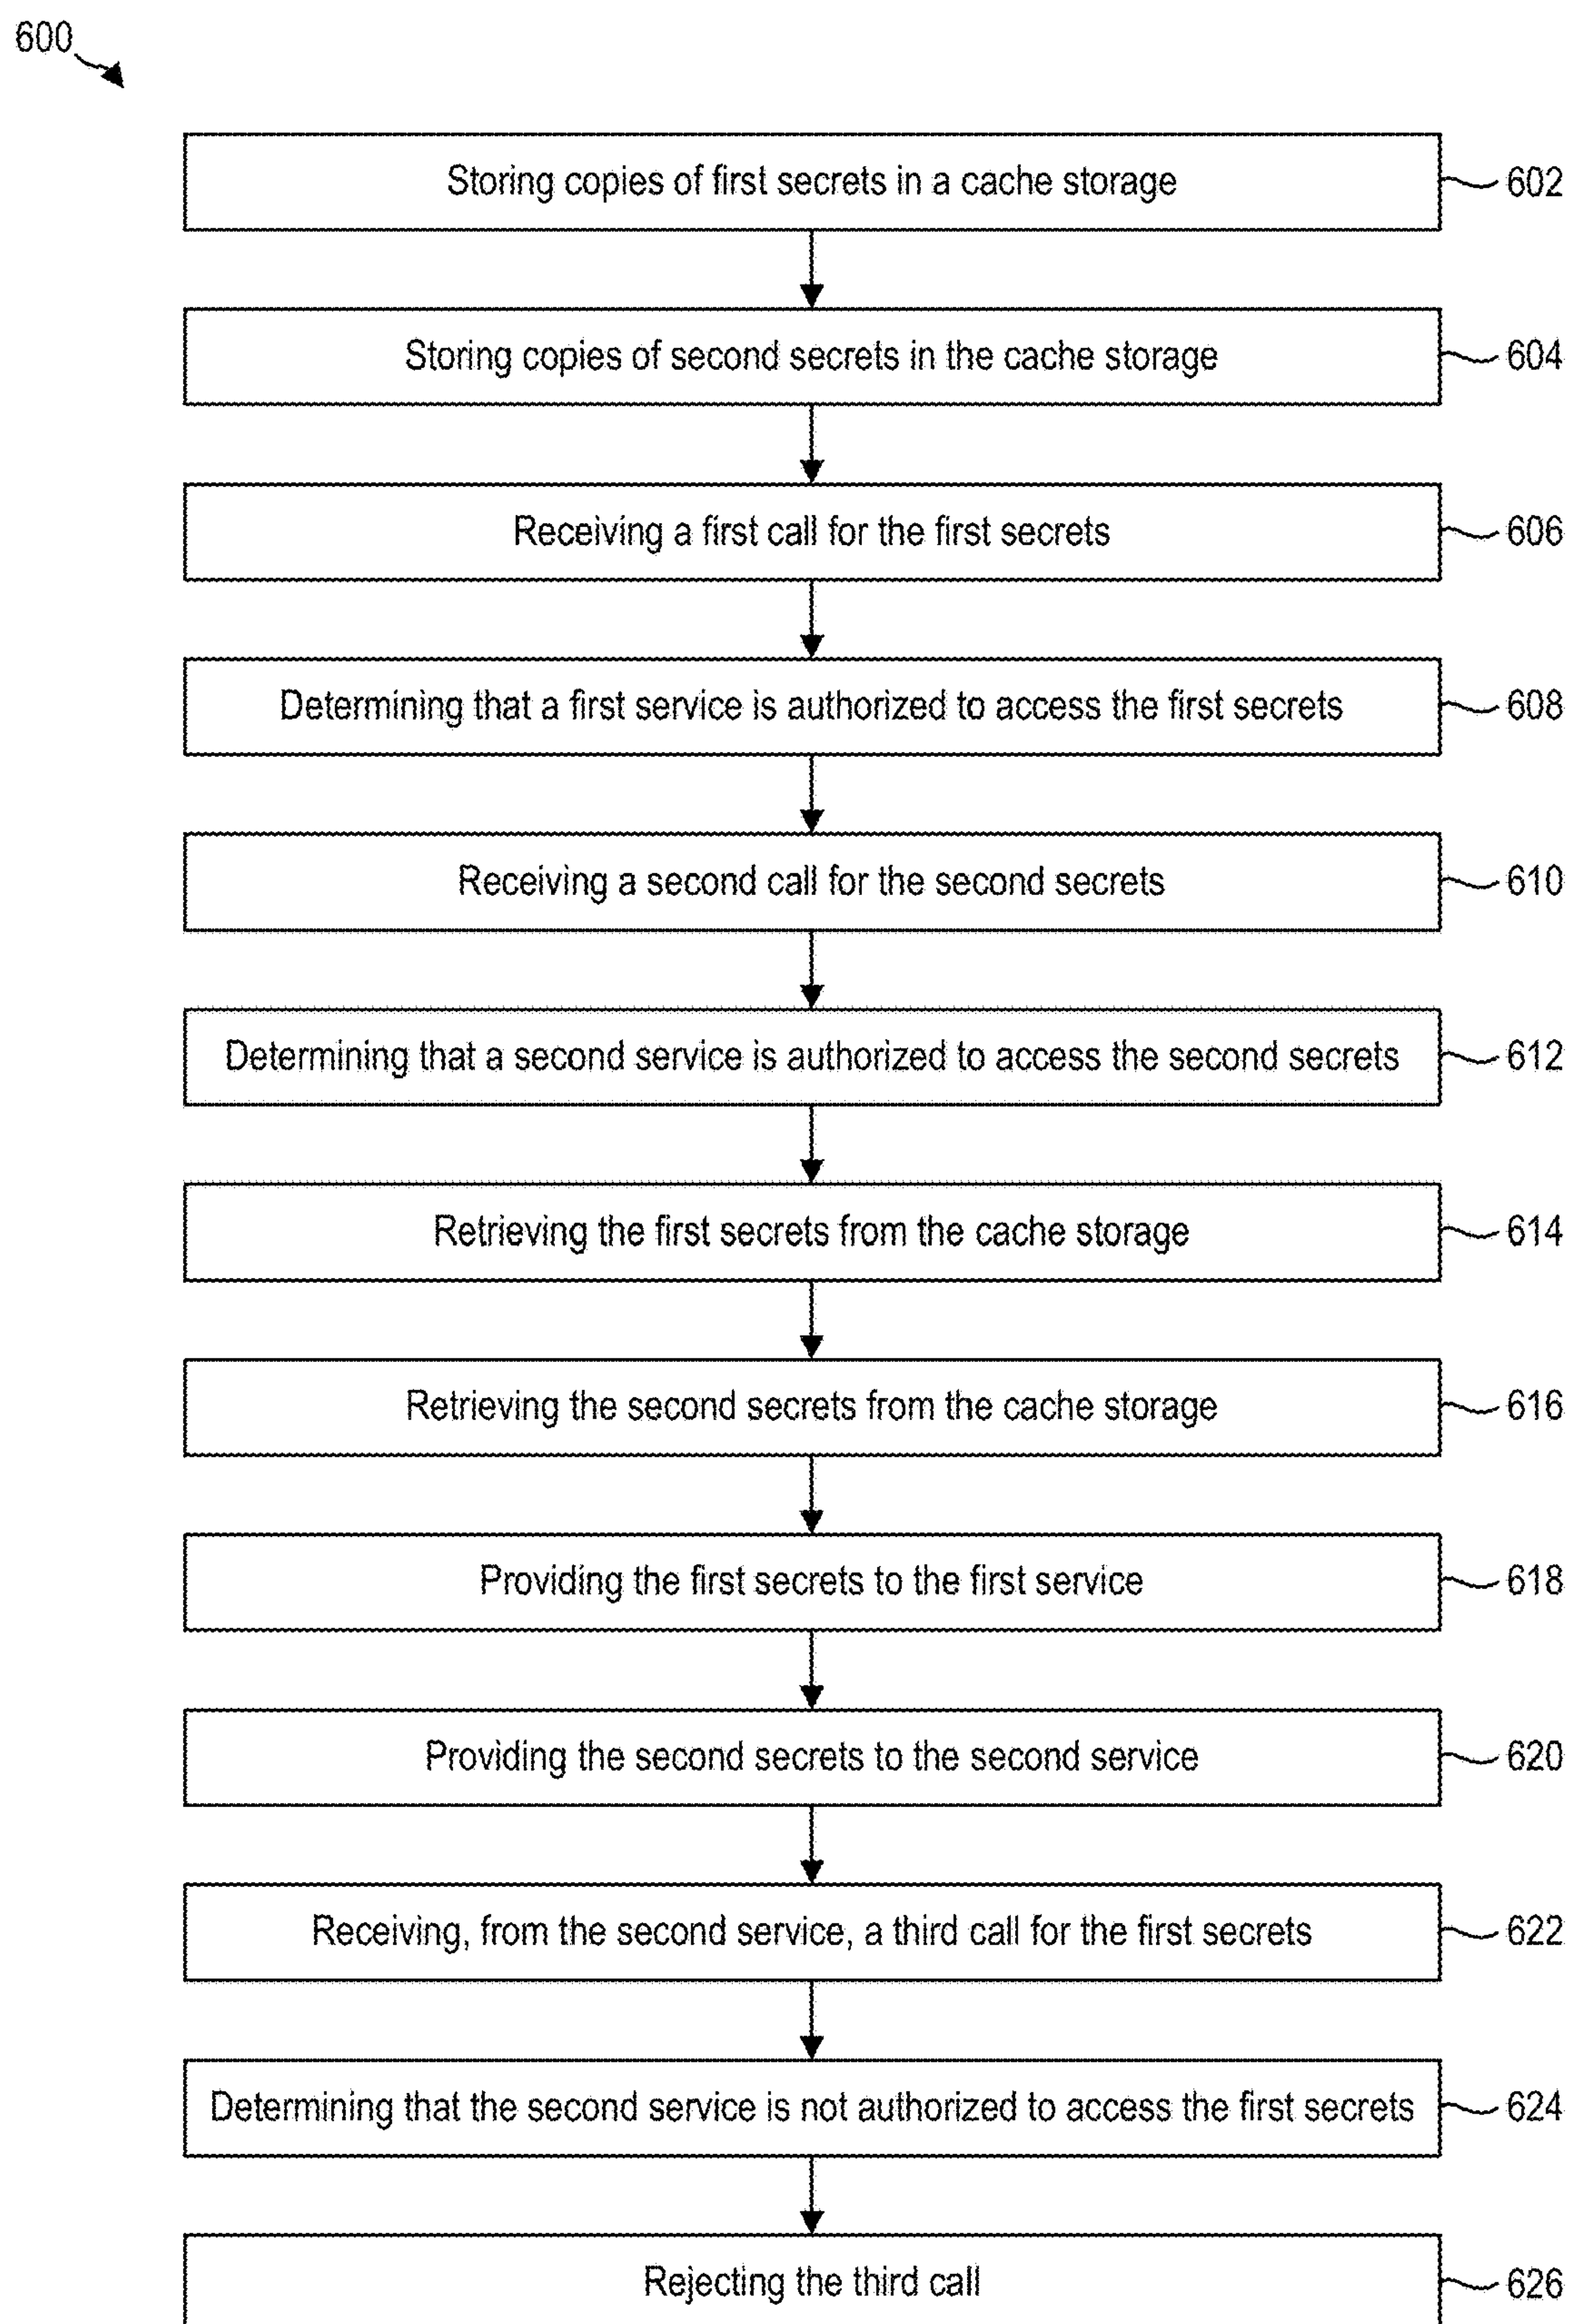 600
Storing copies of first secrets in a cache storage 602
Storing copies of second secrets in the cache storage 604
Receiving a first call for the first secrets 606
Determining that a first service is authorized to access the first secrets 608
Receiving a second call for the second secrets 610
Determining that a second service is authorized to access the second secrets 612
Retrieving the first secrets from the cache storage 614
Retrieving the second secrets from the cache storage 616
Providing the first secrets to the first service 618
Providing the second secrets to the second service 620
Receiving, from the second service, a third call for the first secrets 622
Determining that the second service is not authorized to access the first secrets 624
Rejecting the third call 626